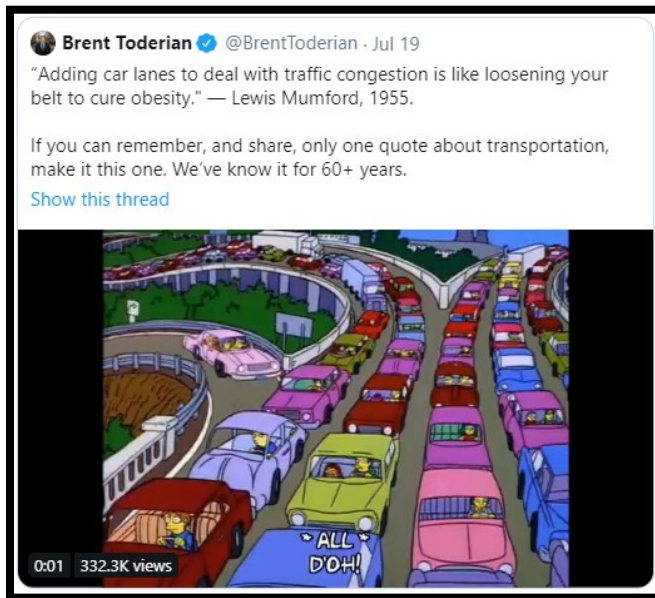 Brent Toderian @BrentToderian · Jul 19
“Adding car lanes to deal with traffic congestion is like loosening your
belt to cure obesity." — Lewis Mumford, 1955.
If you can remember, and share, only one quote about transportation,
make it this one. We’ve know it for 60+ years.
Show this thread
* ALL *
D'OH!
0:01 332.3K views